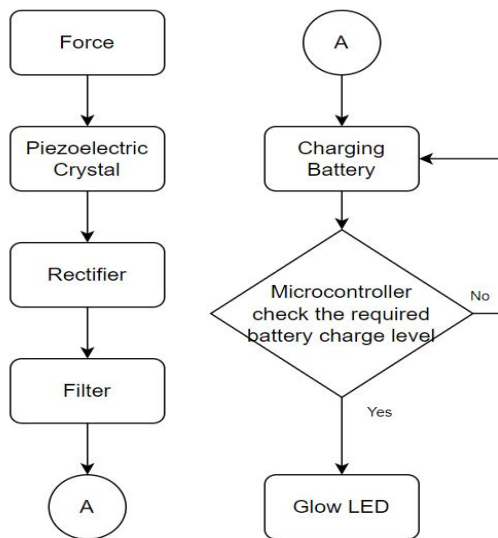 Force
Piezoelectric
Crystal
Rectifier
Filter
A
A
Charging
Battery
Microcontroller
check the required
battery charge level
No
Yes
Glow LED